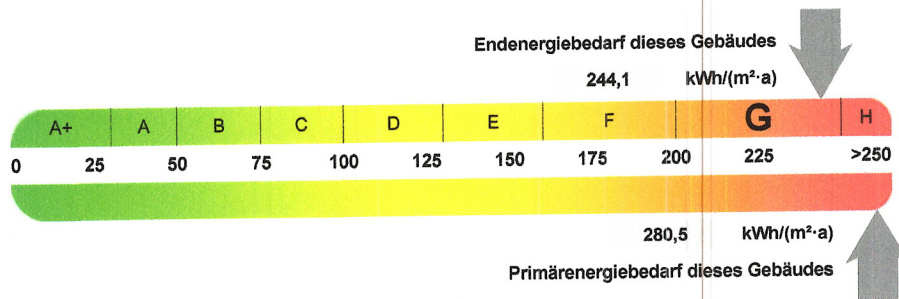 Endenergiebedarf dieses Gebäudes
244,1 kWh/(m²·a)
A+ A B C D E F G H
0 25 50 75 100 125 150 175 200 225 >250
280,5 kWh/(m²·a)
Primärenergiebedarf dieses Gebäudes